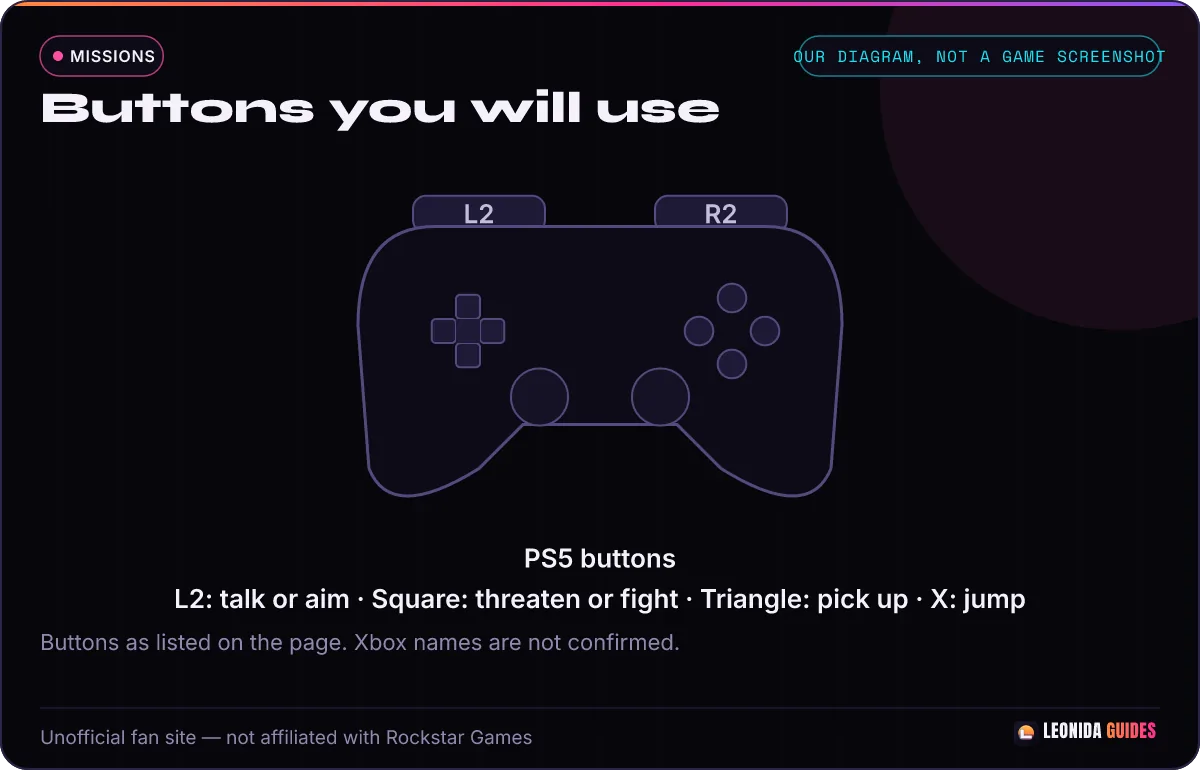 MISSIONS
OUR DIAGRAM, NOT A GAME SCREENSHOT
Buttons you will use
L2
R2
PS5 buttons
L2: talk or aim · Square: threaten or fight · Triangle: pick up · X: jump
Buttons as listed on the page. Xbox names are not confirmed.
Unofficial fan site — not affiliated with Rockstar Games
LEONIDA GUIDES